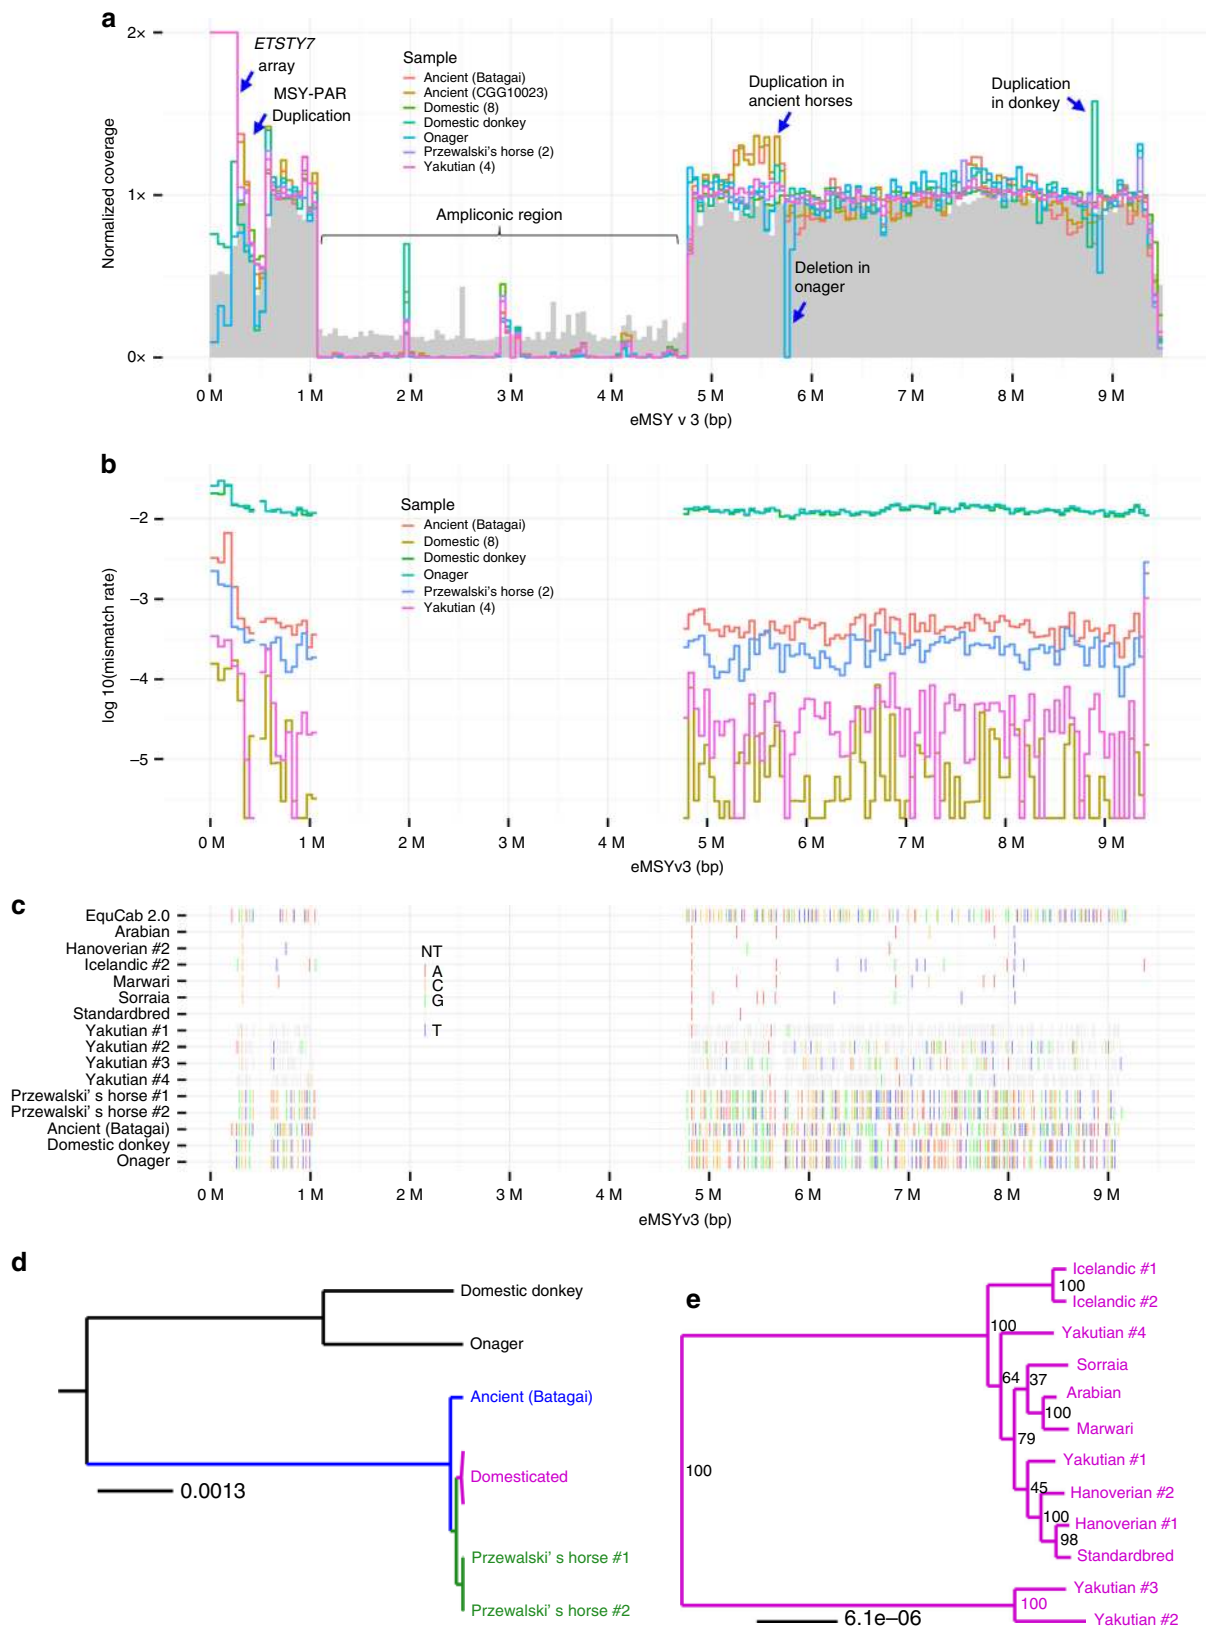 a
2×
1×
0×
Normalized coverage
ETSTY7
array
MSY-PAR
Duplication
Sample
Ancient (Batagai)
Ancient (CGG10023)
Domestic (8)
Domestic donkey
Onager
Przewalski's horse (2)
Yakutian (4)
Ampliconic region
Duplication in
ancient horses
Duplication
in donkey
Deletion in
onager
0 M 1 M 2 M 3 M 4 M 5 M 6 M 7 M 8 M 9 M
eMSY v 3 (bp)
b
–2
–3
–4
–5
log 10(mismatch rate)
Sample
Ancient (Batagai)
Domestic (8)
Domestic donkey
Onager
Przewalski's horse (2)
Yakutian (4)
0 M 1 M 2 M 3 M 4 M 5 M 6 M 7 M 8 M 9 M
eMSYv3 (bp)
c
EquCab 2.0
Arabian
Hanoverian #2
Icelandic #2
Marwari
Sorraia
Standardbred
Yakutian #1
Yakutian #2
Yakutian #3
Yakutian #4
Przewalski' s horse #1
Przewalski' s horse #2
Ancient (Batagai)
Domestic donkey
Onager
NT
A
C
G
T
0 M 1 M 2 M 3 M 4 M 5 M 6 M 7 M 8 M 9 M
eMSYv3 (bp)
d
Domestic donkey
Onager
Ancient (Batagai)
Domesticated
Przewalski' s horse #1
Przewalski' s horse #2
0.0013
e
Icelandic #1
100
Icelandic #2
100
Yakutian #4
Sorraia
64
37
Arabian
100
Marwari
79
Yakutian #1
100
45
Hanoverian #2
100
Hanoverian #1
98
Standardbred
Yakutian #3
100
Yakutian #2
6.1e–06